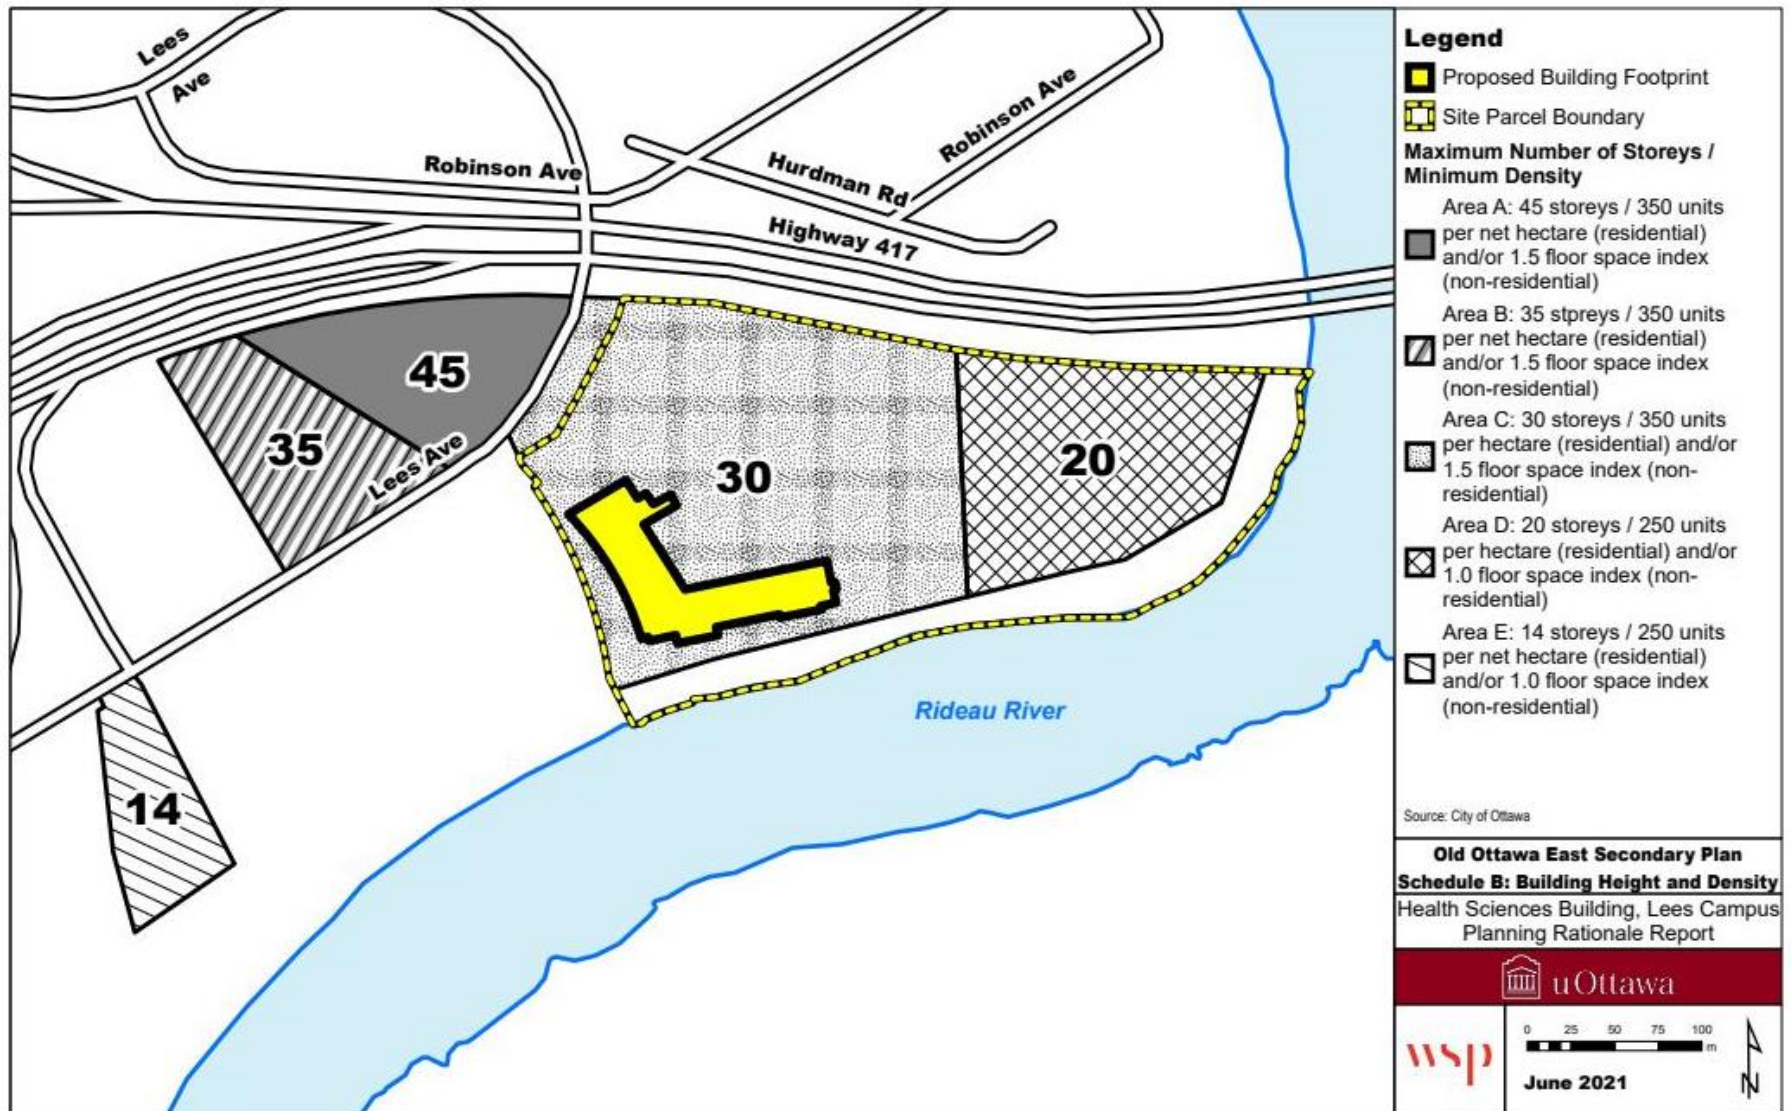 Lees
Ave
Robinson Ave
Hurdman Rd
Robinson Ave
Highway 417
45
35
Lees Ave
30
20
14
Rideau River
Legend
Proposed Building Footprint
Site Parcel Boundary
Maximum Number of Storeys /
Minimum Density
Area A: 45 storeys / 350 units
per net hectare (residential)
and/or 1.5 floor space index
(non-residential)
Area B: 35 stpreys / 350 units
per net hectare (residential)
and/or 1.5 floor space index
(non-residential)
Area C: 30 storeys / 350 units
per hectare (residential) and/or
1.5 floor space index (non-
residential)
Area D: 20 storeys / 250 units
per hectare (residential) and/or
1.0 floor space index (non-
residential)
Area E: 14 storeys / 250 units
per net hectare (residential)
and/or 1.0 floor space index
(non-residential)
Source: City of Ottawa
Old Ottawa East Secondary Plan
Schedule B: Building Height and Density
Health Sciences Building, Lees Campus
Planning Rationale Report
uOttawa
wsp
0 25 50 75 100
m
June 2021
N